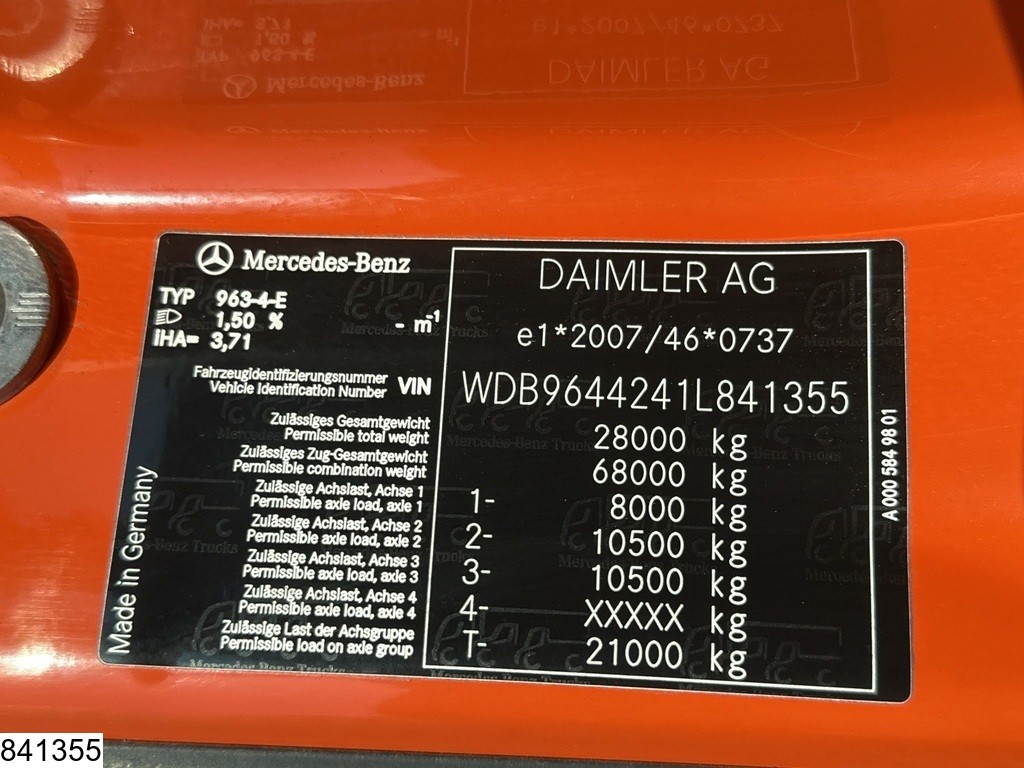 Mercedes-Benz
TYP 963-4-E
1,50 % - m⁻¹
iHA= 3,71
Fahrzeugidentifizierungsnummer
Vehicle Identification Number VIN
Zulässiges Gesamtgewicht
Permissible total weight
Zulässiges Zug-Gesamtgewicht
Permissible combination weight
Zulässige Achslast, Achse 1
Permissible axle load, axle 1
Zulässige Achslast, Achse 2
Permissible axle load, axle 2
Zulässige Achslast, Achse 3
Permissible axle load, axle 3
Zulässige Achslast, Achse 4
Permissible axle load, axle 4
Zulässige Last der Achsgruppe
Permissible load on axle group
Made in Germany
DAIMLER AG
e1*2007/46*0737
WDB9644241L841355
28000 kg
68000 kg
1- 8000 kg
2- 10500 kg
3- 10500 kg
4- XXXXX kg
T- 21000 kg
A 000 584 98 01
841355